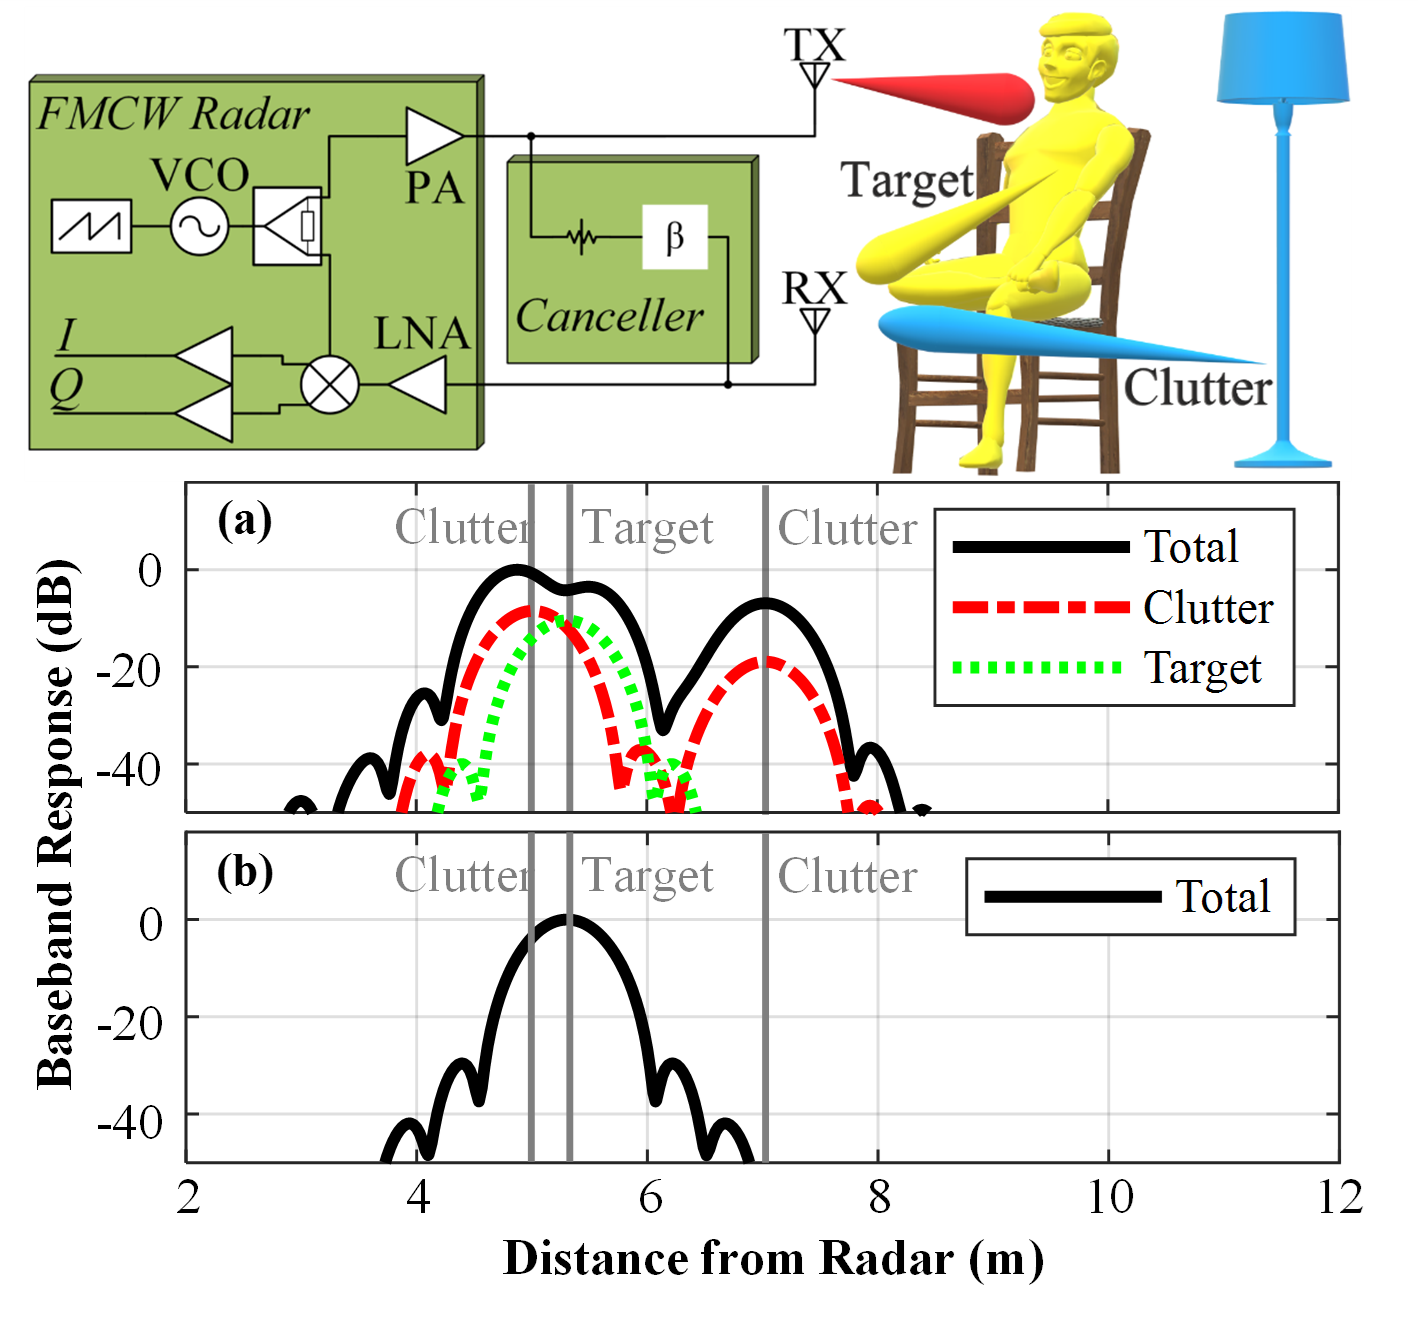 FMCW Radar
VCO
PA
TX
Target
β
Canceller
RX
I
Q
LNA
Clutter
(a)
Clutter
Target
Clutter
Total
Clutter
Target
0
-20
-40
Baseband Response (dB)
(b)
Clutter
Target
Clutter
Total
0
-20
-40
2 4 6 8 10 12
Distance from Radar (m)